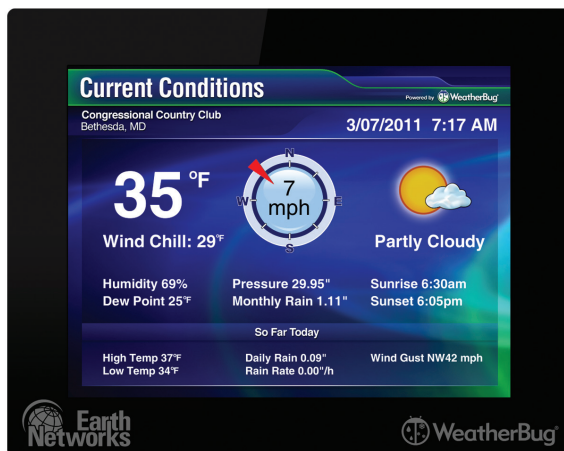 Current Conditions
Powered by WeatherBug®
Congressional Country Club
Bethesda, MD
3/07/2011 7:17 AM
35 °F
Wind Chill: 29°F
N
W
E
S
7
mph
Partly Cloudy
Humidity 69%
Dew Point 25°F
Pressure 29.95"
Monthly Rain 1.11"
Sunrise 6:30am
Sunset 6:05pm
So Far Today
High Temp 37°F
Low Temp 34°F
Daily Rain 0.09"
Rain Rate 0.00"/h
Wind Gust NW42 mph
Earth
Networks
WeatherBug®